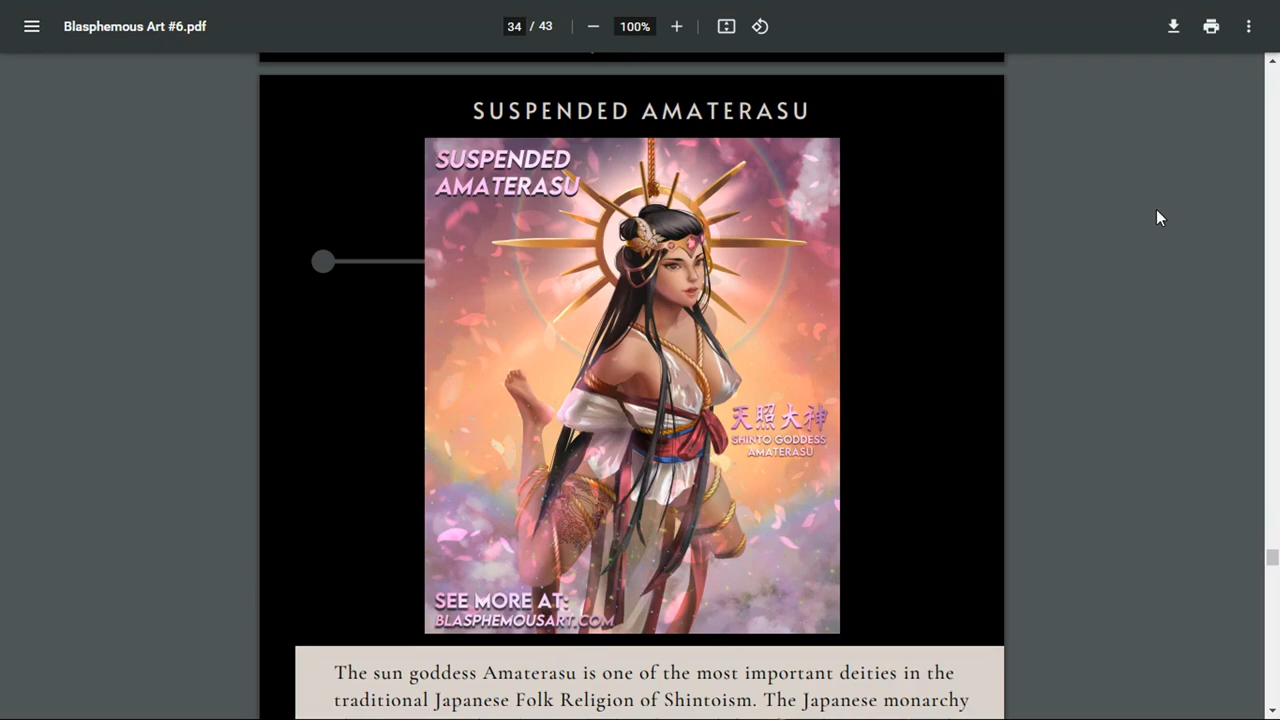 Blasphemous Art #6.pdf
34 / 43
100%
SUSPENDED AMATERASU
SUSPENDED
AMATERASU
天照大神
SHINTO GODDESS
AMATERASU
SEE MORE AT:
BLASPHEMOUSART.COM
The sun goddess Amaterasu is one of the most important deities in the
traditional Japanese Folk Religion of Shintoism. The Japanese monarchy